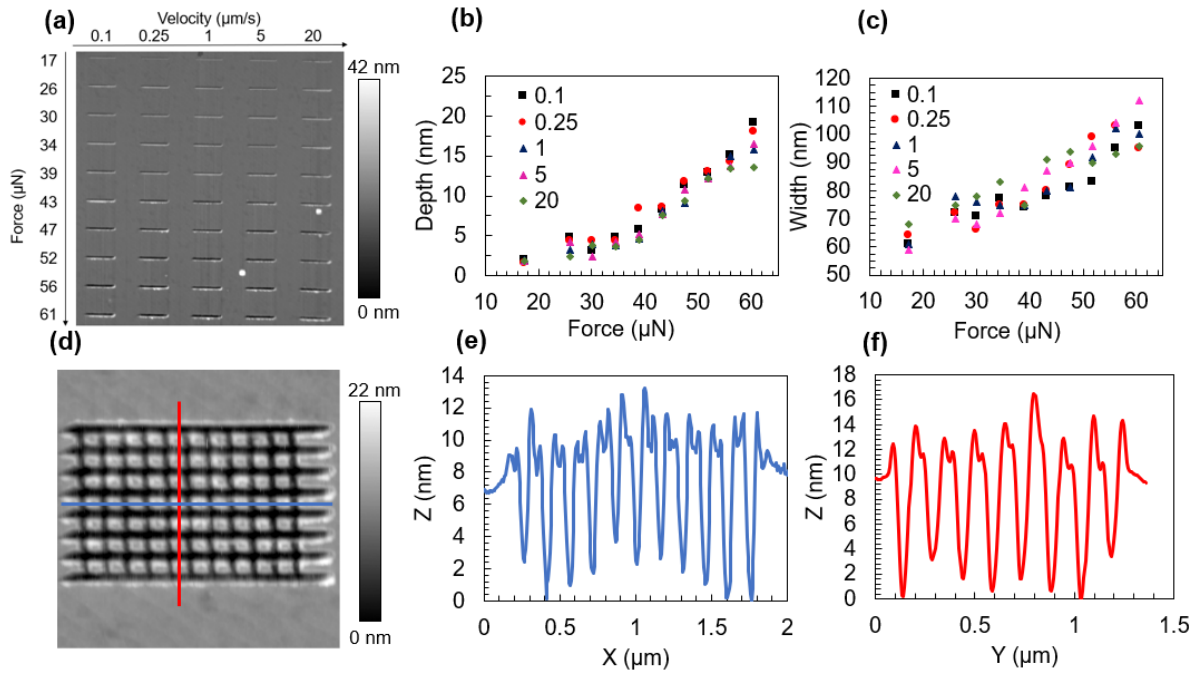 (a)
Velocity (µm/s)
0.1 0.25 1 5 20
Force (µN)
17
26
30
34
39
43
47
52
56
61
42 nm
0 nm
(b)
Depth (nm)
25
20
15
10
5
0
0.1
0.25
1
5
20
10 20 30 40 50 60 70
Force (µN)
(c)
Width (nm)
120
110
100
90
80
70
60
50
0.1
0.25
1
5
20
10 20 30 40 50 60 70
Force (µN)
(d)
22 nm
0 nm
(e)
Z (nm)
14
12
10
8
6
4
2
0
0 0.5 1 1.5 2
X (µm)
(f)
Z (nm)
18
16
14
12
10
8
6
4
2
0
0 0.5 1 1.5
Y (µm)